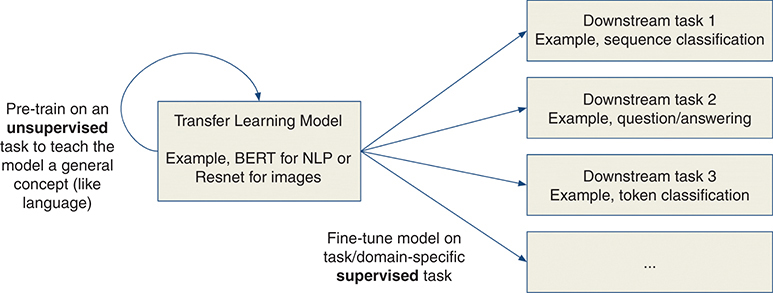 Pre-train on an
unsupervised
task to teach the
model a general
concept (like
language)
Transfer Learning Model
Example, BERT for NLP or
Resnet for images
Fine-tune model on
task/domain-specific
supervised task
Downstream task 1
Example, sequence classification
Downstream task 2
Example, question/answering
Downstream task 3
Example, token classification
...